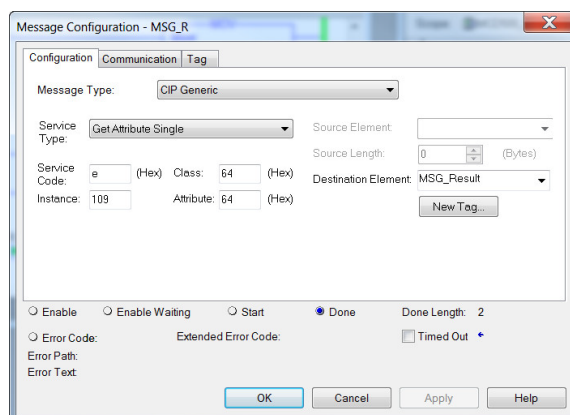 Message Configuration - MSG_R
Configuration Communication Tag
Message Type: CIP Generic
Service Type: Get Attribute Single
Source Element:
Source Length: 0 (Bytes)
Service Code: e (Hex) Class: 64 (Hex)
Destination Element: MSG_Result
Instance: 109 Attribute: 64 (Hex)
New Tag...
Enable Enable Waiting Start Done Done Length: 2
Error Code: Extended Error Code: Timed Out
Error Path:
Error Text:
OK Cancel Apply Help